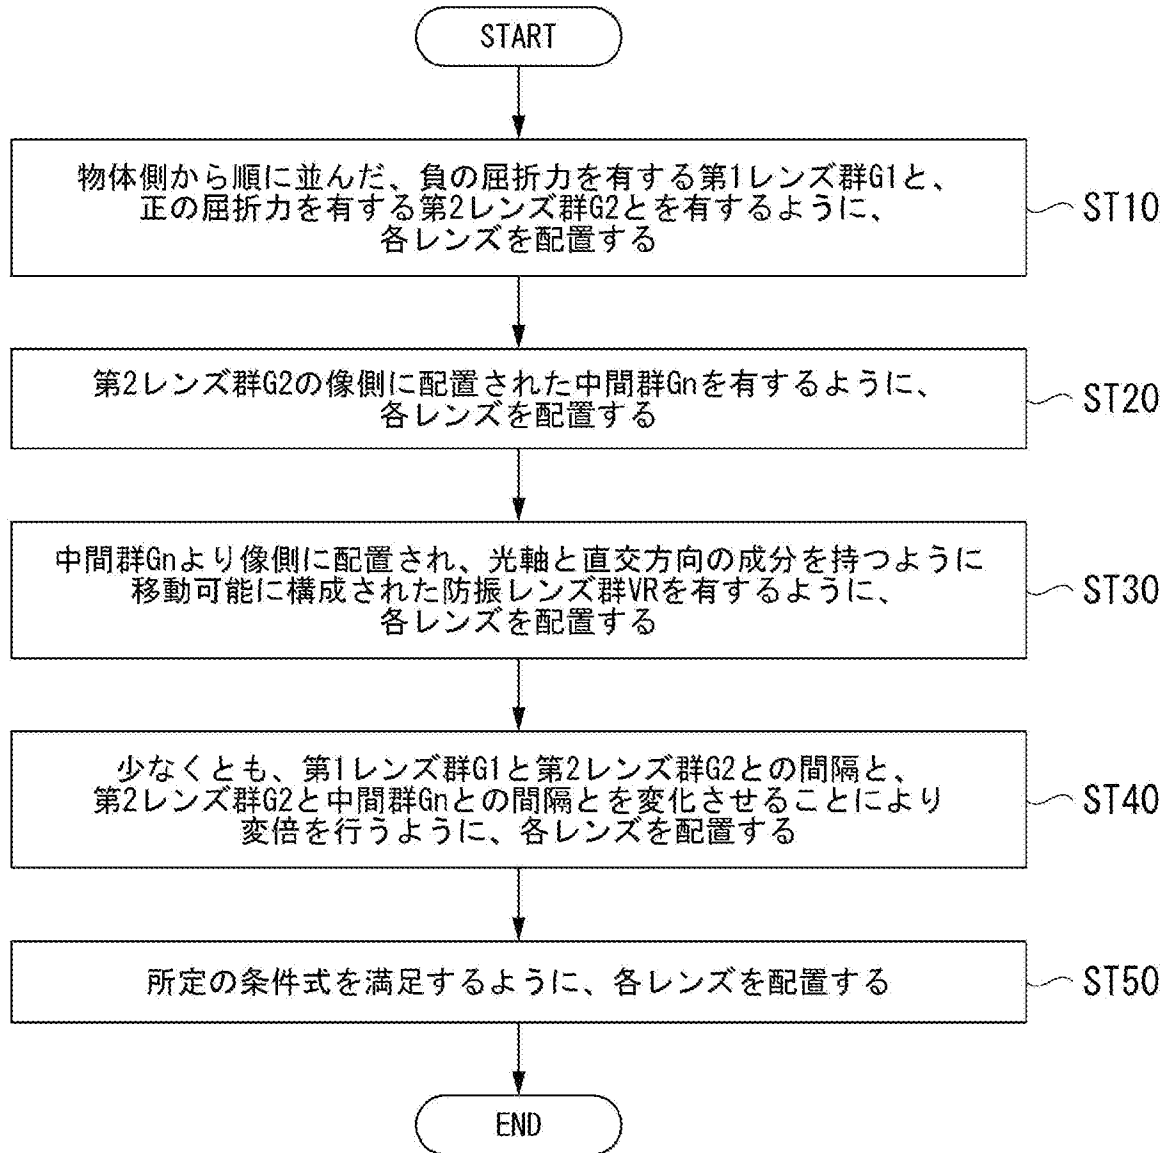 START
物体側から順に並んだ、負の屈折力を有する第1レンズ群G1と、
正の屈折力を有する第2レンズ群G2とを有するように、
各レンズを配置する
ST10
第2レンズ群G2の像側に配置された中間群Gnを有するように、
各レンズを配置する
ST20
中間群Gnより像側に配置され、光軸と直交方向の成分を持つように
移動可能に構成された防振レンズ群VRを有するように、
各レンズを配置する
ST30
少なくとも、第1レンズ群G1と第2レンズ群G2との間隔と、
第2レンズ群G2と中間群Gnとの間隔とを変化させることにより
変倍を行うように、各レンズを配置する
ST40
所定の条件式を満足するように、各レンズを配置する
ST50
END